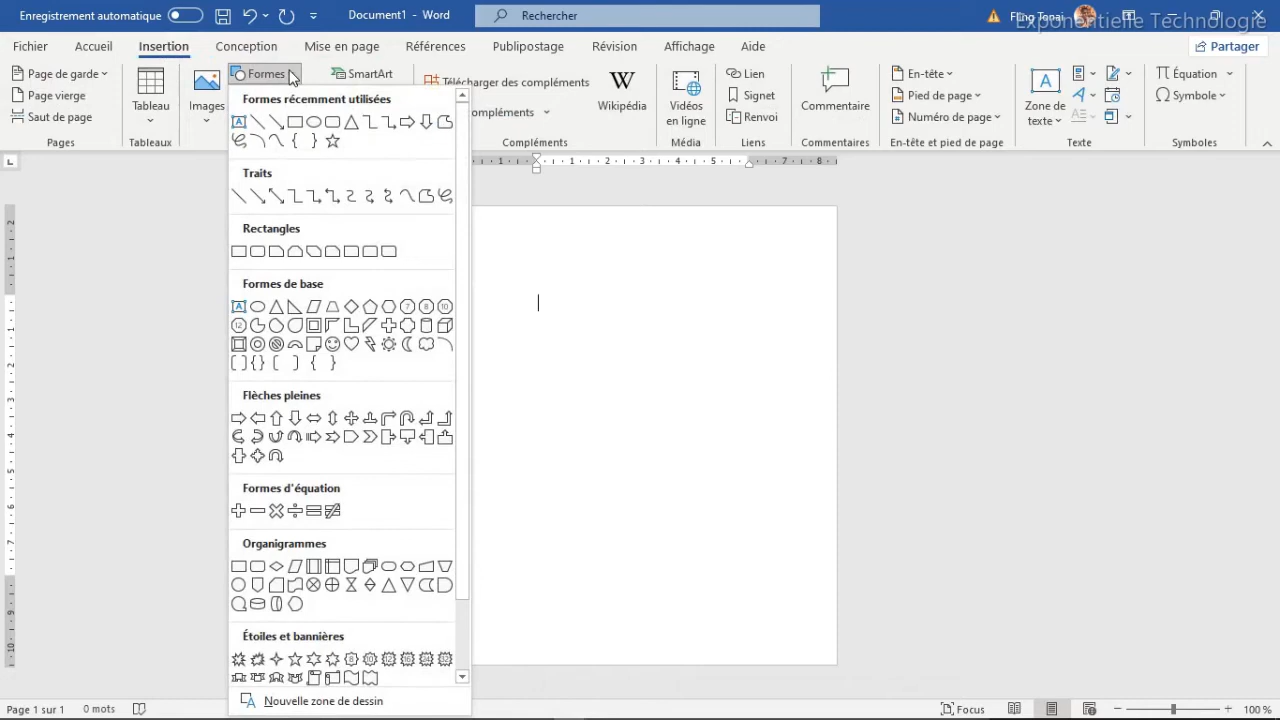 Enregistrement automatique
Document1 - Word
Rechercher
Fling Tonai
Exponentielle Technologie
Fichier Accueil Insertion Conception Mise en page Références Publipostage Révision Affichage Aide
Partager
Page de garde
Page vierge
Saut de page
Pages
Tableau
Tableaux
Images
Formes
SmartArt
Télécharger des compléments
Compléments
Wikipédia
Vidéos
en ligne
Média
Lien
Signet
Renvoi
Liens
Commentaire
Commentaires
En-tête
Pied de page
Numéro de page
En-tête et pied de page
Zone de
texte
Texte
Équation
Symbole
Symboles
Formes récemment utilisées
Traits
Rectangles
Formes de base
Flèches pleines
Formes d'équation
Organigrammes
Étoiles et bannières
Nouvelle zone de dessin
Page 1 sur 1
0 mots
Focus
100 %